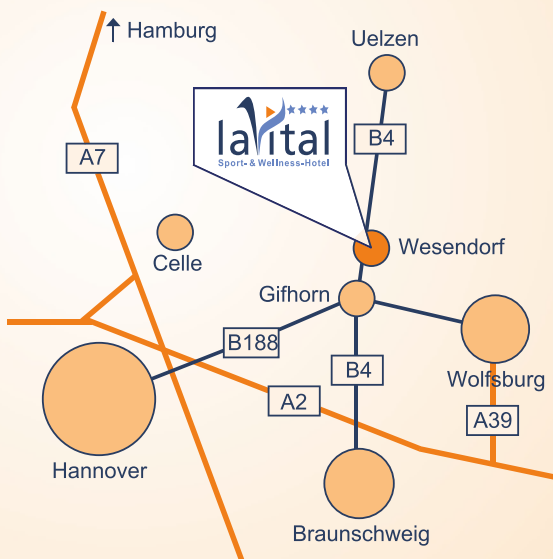 Hamburg
Uelzen
laVital
Sport- & Wellness-Hotel
B4
A7
Celle
Wesendorf
Gifhorn
B188
B4
Wolfsburg
A2
A39
Hannover
Braunschweig